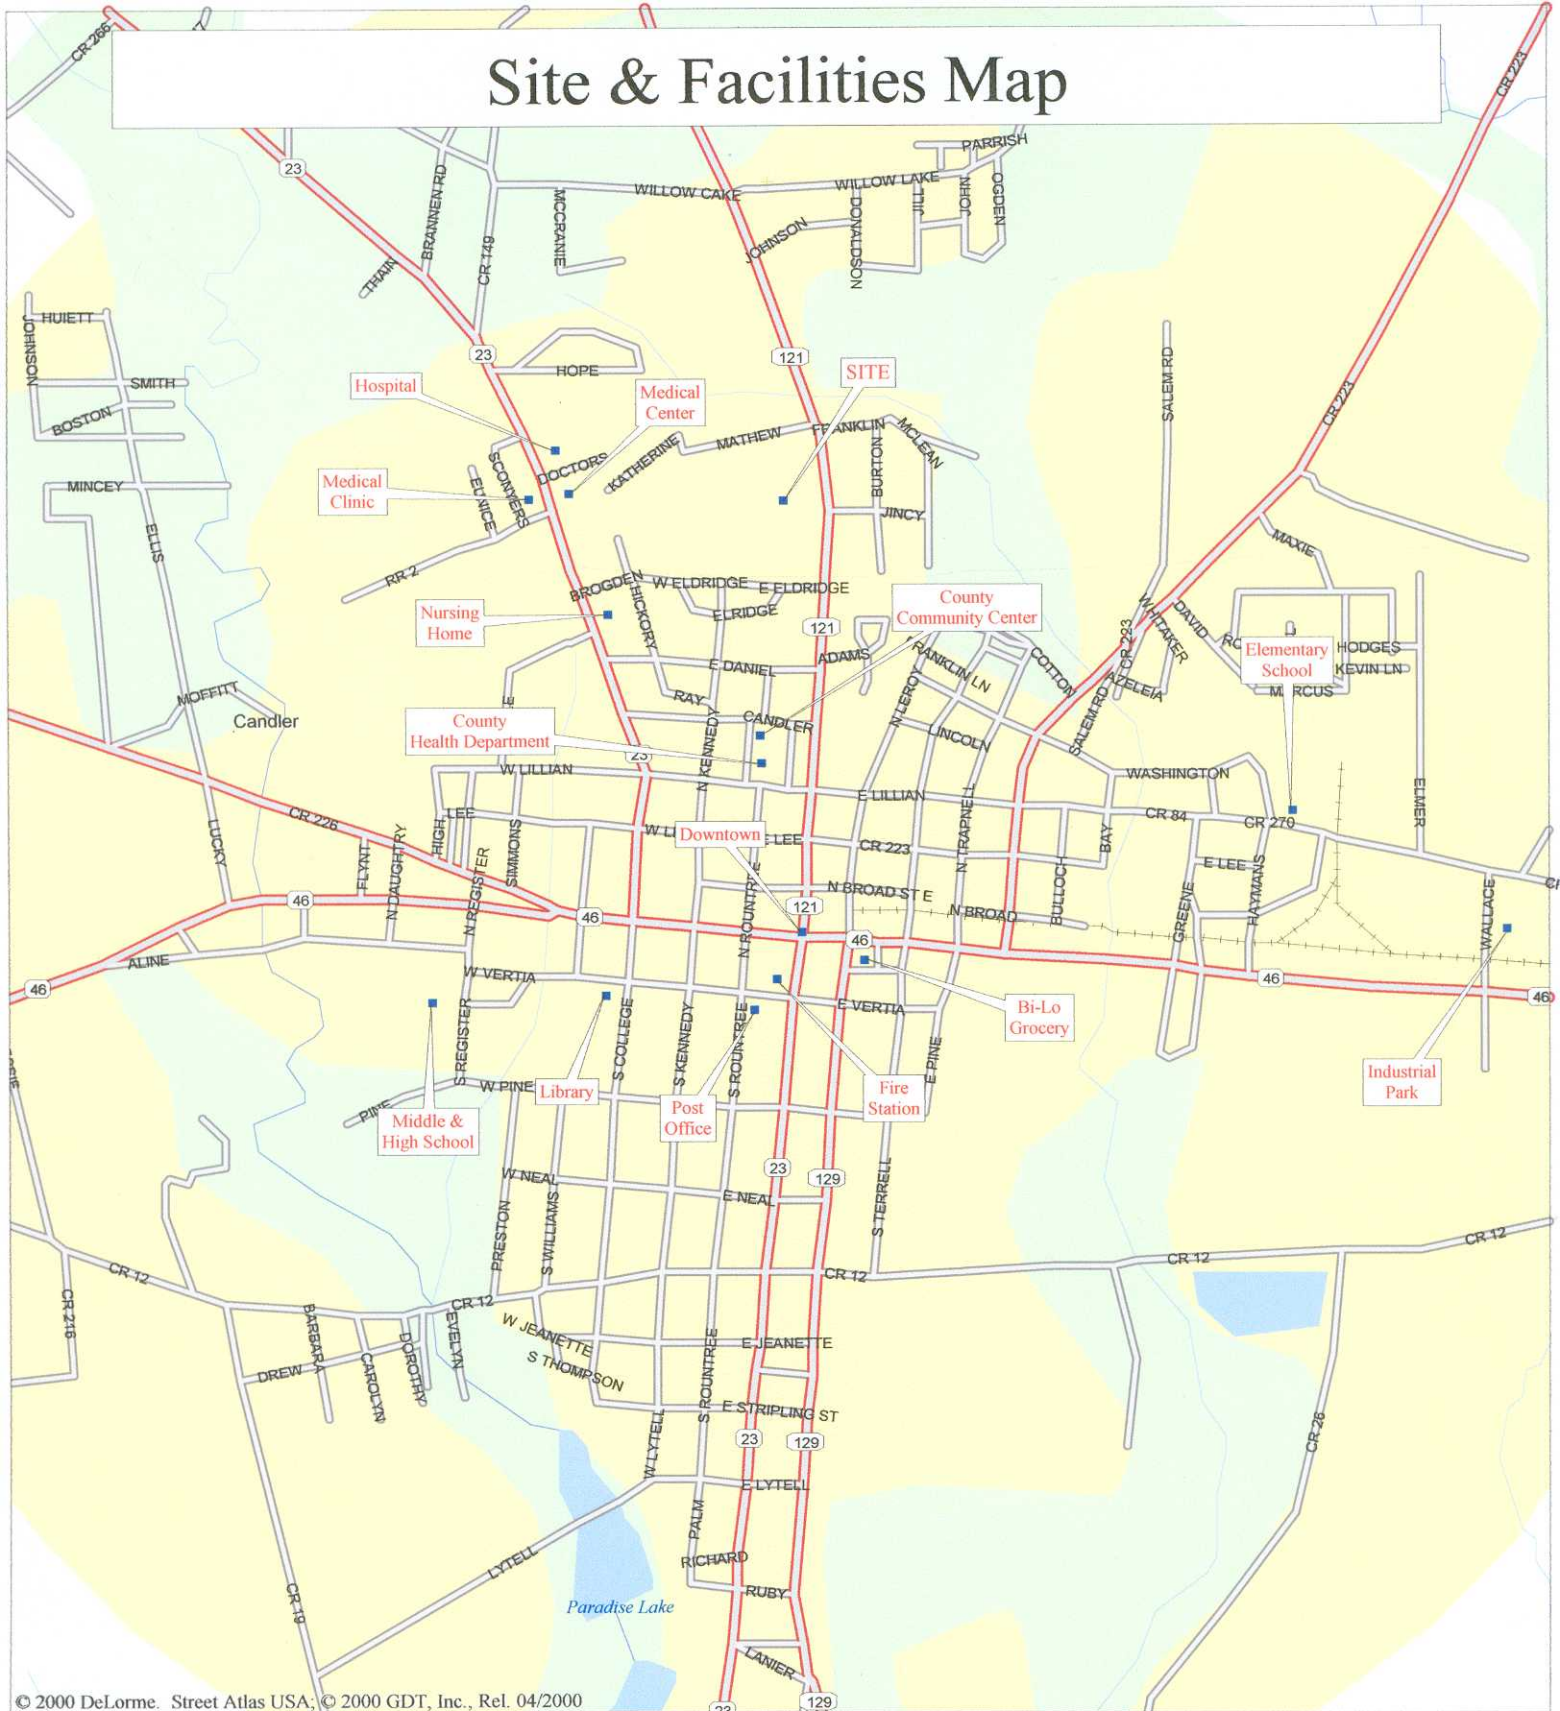 Site & Facilities Map
CR 266
CR 223
23
PARRISH
BRANNEN RD
WILLOW CAKE
WILLOW LAKE
MCCRANIE
DONALDSON
JILL
JOHN
OGDEN
JOHNSON
CR 149
THAIN
HUIETT
JOHNSON
23
121
HOPE
SITE
SALEM RD
SMITH
Hospital
Medical
Center
CR 223
BOSTON
MATHEW
FRANKLIN
MCLEAN
KATHERINE
BURTON
DOCTORS
SCONYERS
EUNICE
Medical
Clinic
MINCEY
JINCY
ELLIS
MAXIE
RR 2
BROGDEN
W ELDRIDGE
E ELDRIDGE
HICKORY
ELRIDGE
Nursing
Home
County
Community Center
121
WHITAKER
DAVID
CR 223
Elementary
School
HODGES
KEVIN LN
MARCUS
ADAMS
FRANKLIN LN
COTTON
AZELEIA
E DANIEL
MOFFITT
Candler
RAY
N LEROY
SALEM RD
County
Health Department
CANDLER
LINCOLN
N KENNEDY
23
W LILLIAN
WASHINGTON
E LILLIAN
ELMER
CR 226
LEE
HIGH
CR 84
CR 270
LUCKY
Downtown
E LEE
CR 223
N TRAPNELL
BAY
FLYNT
N DAUGHTRY
SIMMONS
N REGISTER
E LEE
BULLOCH
HAYMANS
GREENE
WALLACE
N BROAD ST E
N BROAD
46
46
121
N ROUNTREE
46
ALINE
W VERTIA
46
46
46
E VERTIA
Bi-Lo
Grocery
S REGISTER
S COLLEGE
S KENNEDY
S ROUNTREE
E PINE
Industrial
Park
W PINE
Library
Fire
Station
PINE
Middle &
High School
Post
Office
W NEAL
23
129
E NEAL
PRESTON
S WILLIAMS
S TERRELL
CR 12
CR 12
CR 12
CR 12
CR 12
CR 216
BARBARA
EVELYN
DOROTHY
CAROLYN
DREW
W JEANETTE
E JEANETTE
S THOMPSON
S ROUNTREE
E STRIPLING ST
23
129
CR 26
W LYTELL
E LYTELL
PALM
LYTELL
RICHARD
RUBY
CR 19
Paradise Lake
LANIER
© 2000 DeLorme. Street Atlas USA; © 2000 GDT, Inc., Rel. 04/2000
23
129